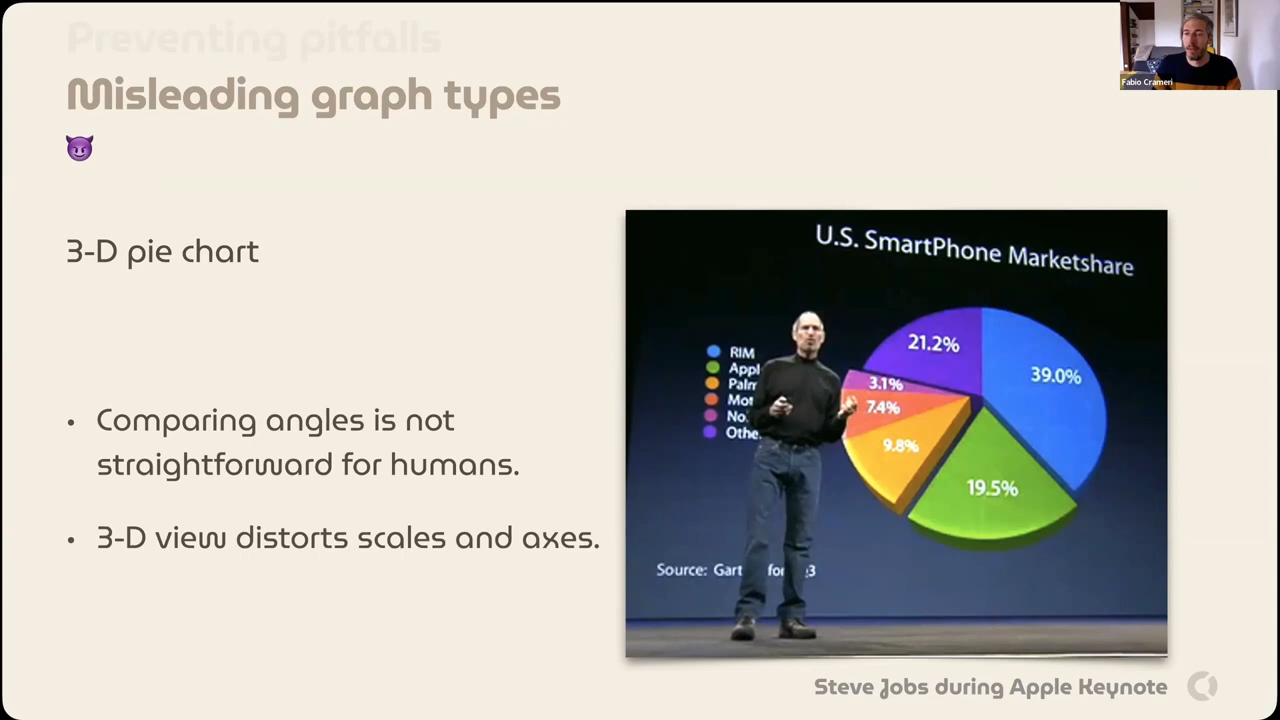 Preventing pitfalls
Misleading graph types
Fabio Crameri
3-D pie chart
• Comparing angles is not
straightforward for humans.
• 3-D view distorts scales and axes.
U.S. SmartPhone Marketshare
RIM
Appl
Palm
Mot
No
Othe
21.2%
39.0%
3.1%
7.4%
9.8%
19.5%
Source: Gart for q3
Steve Jobs during Apple Keynote